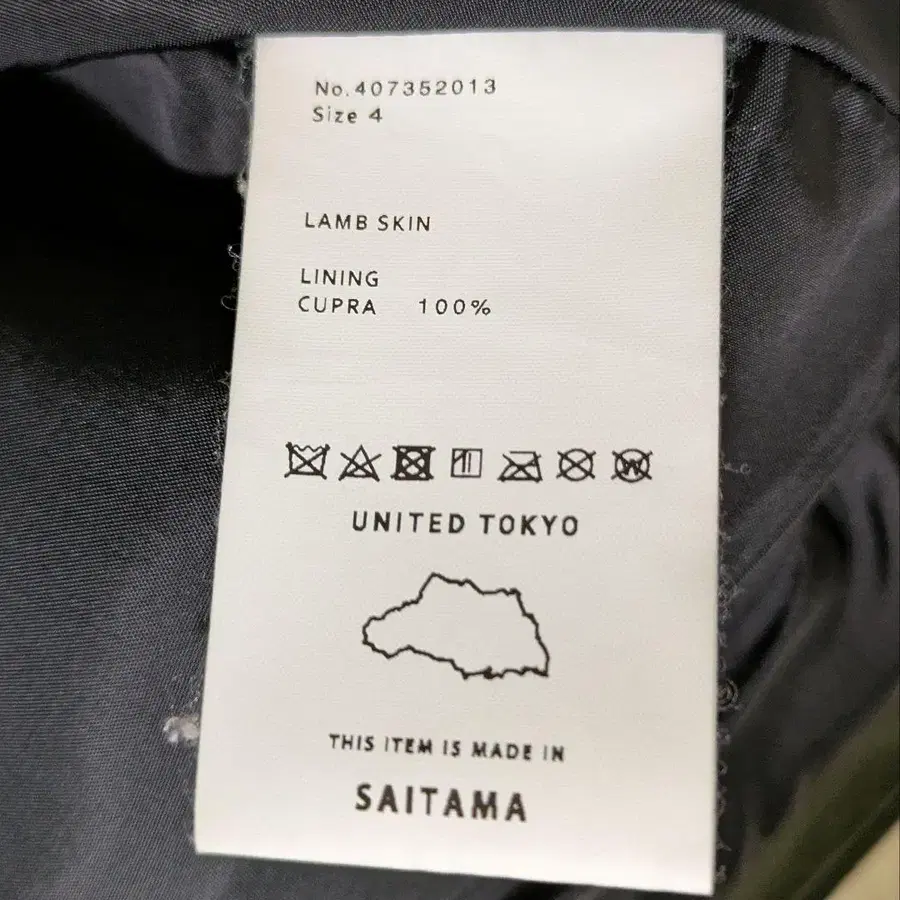 No.407352013
Size 4
LAMB SKIN
LINING
CUPRA 100%
UNITED TOKYO
THIS ITEM IS MADE IN
SAITAMA